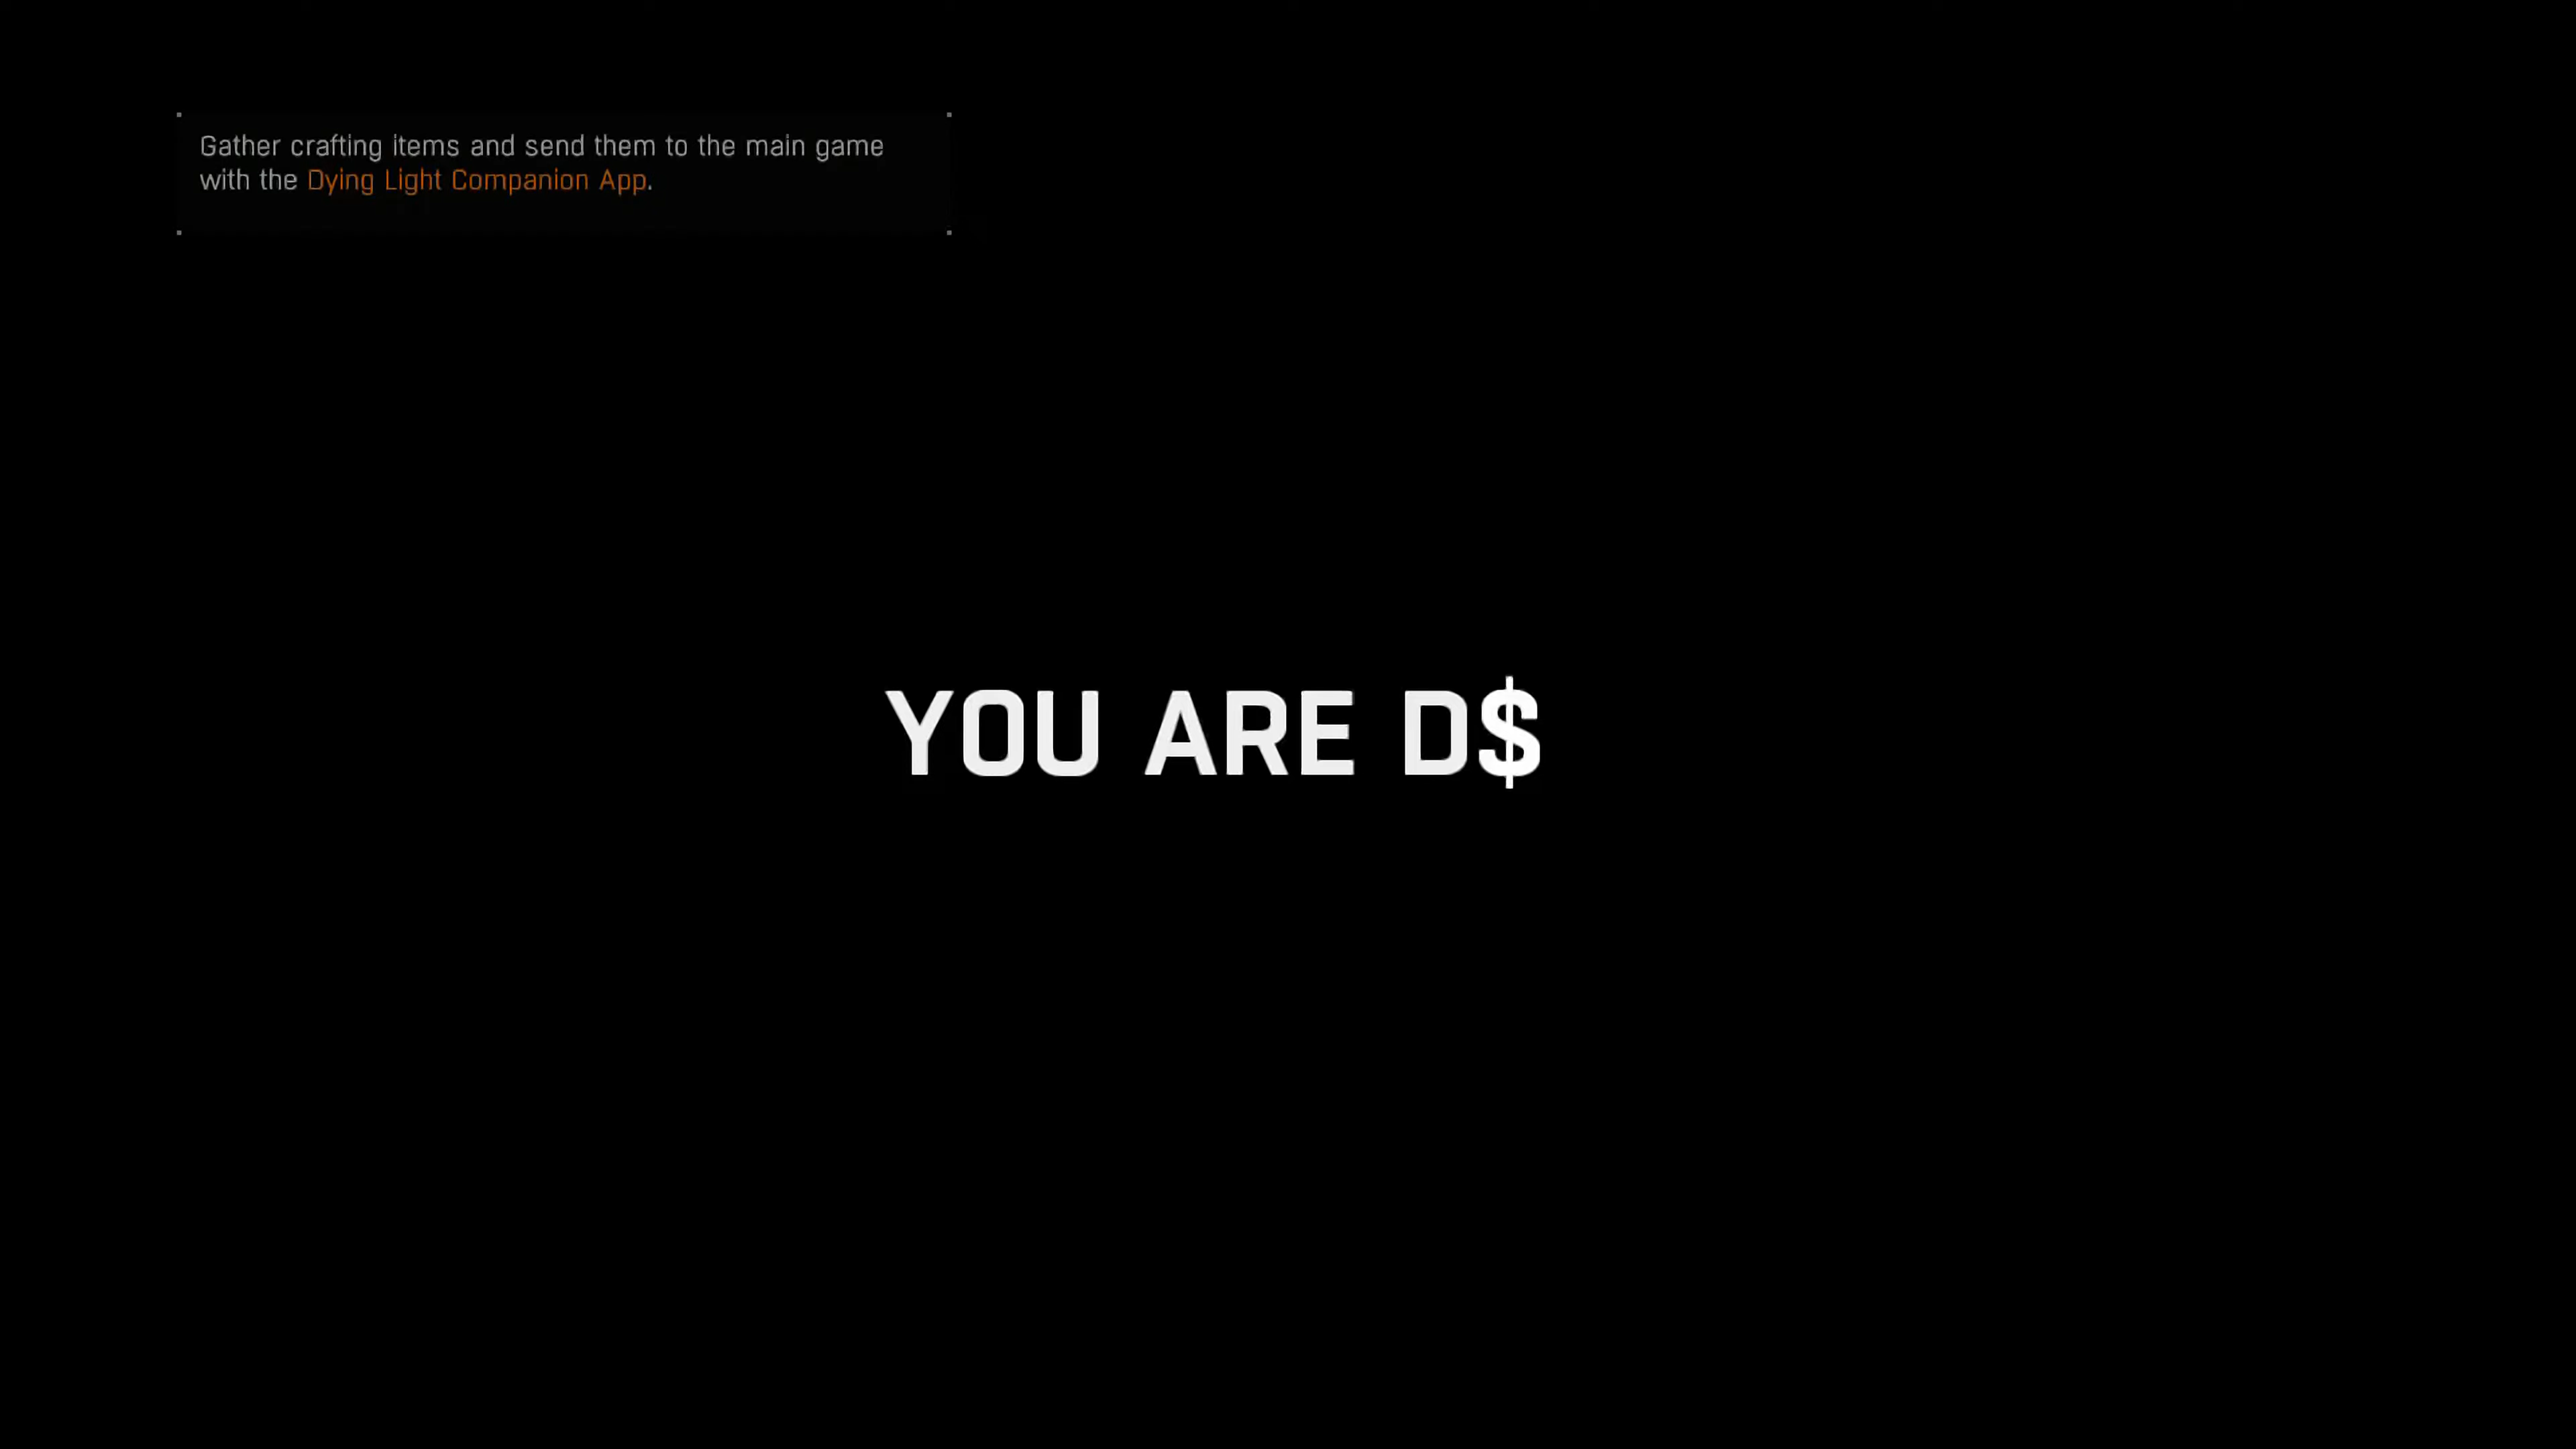 Gather crafting items and send them to the main game
with the Dying Light Companion App.
YOU ARE D$